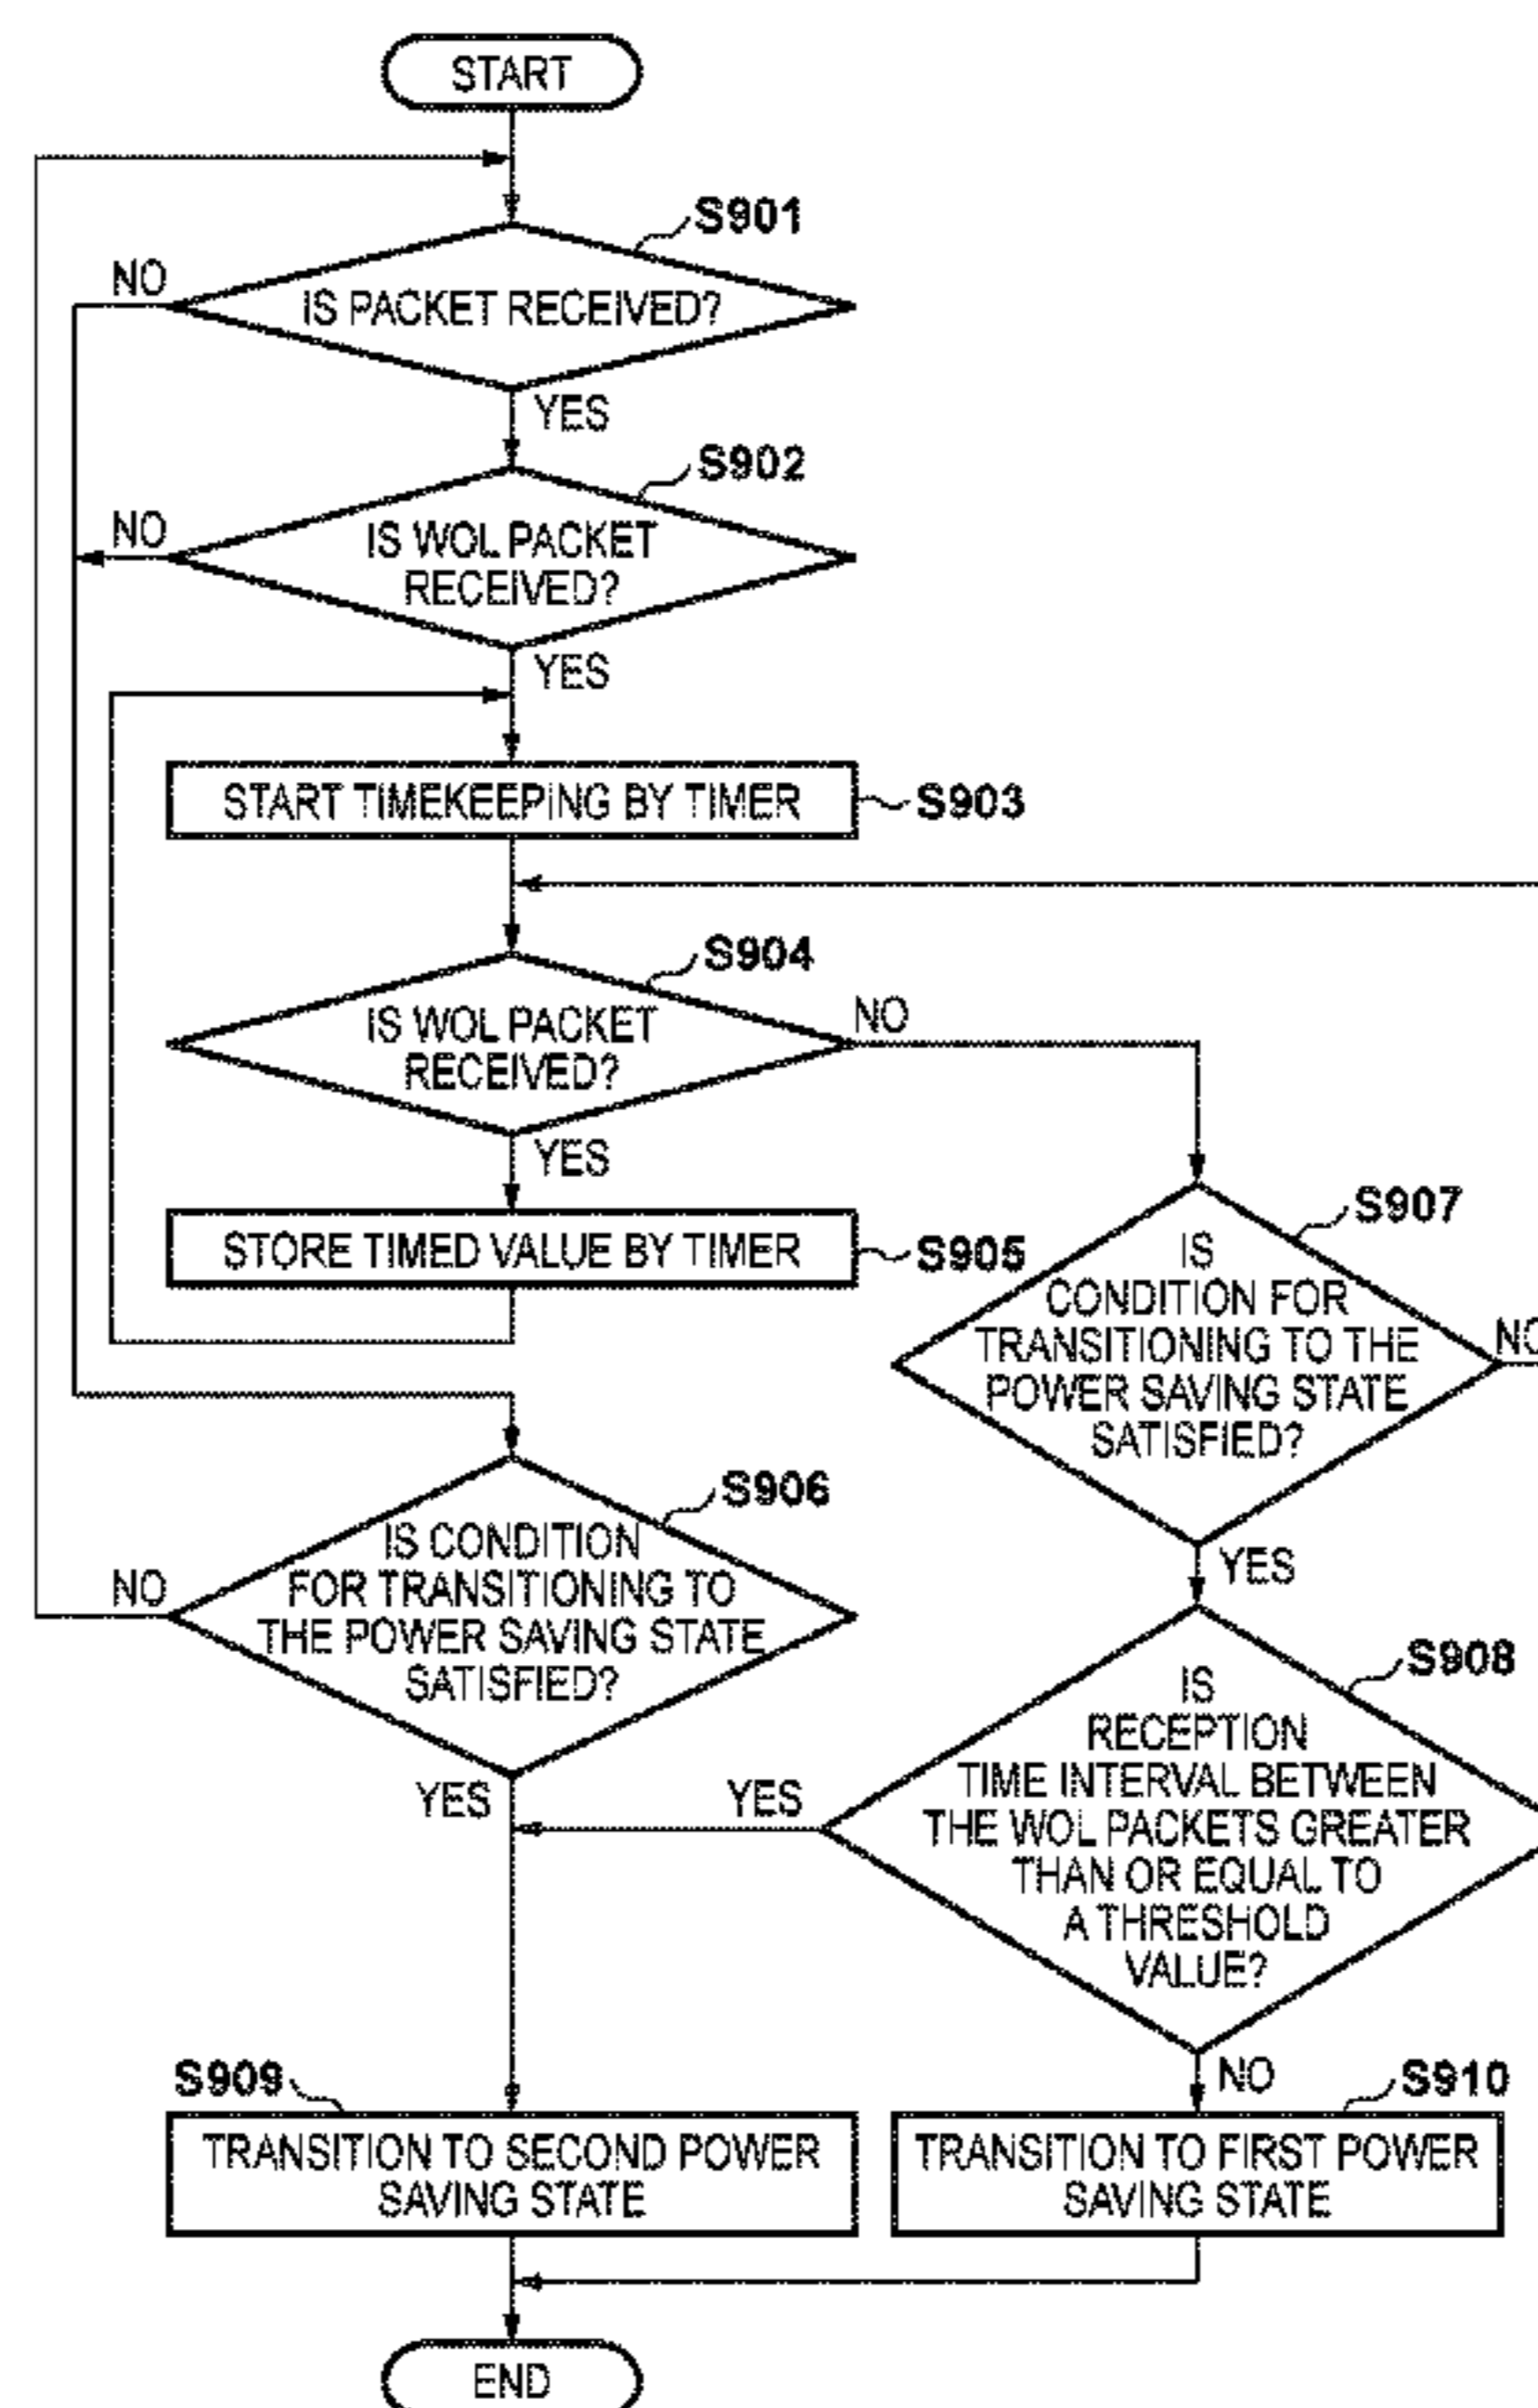 START
S901
NO
IS PACKET RECEIVED?
YES
S902
NO
IS WOL PACKET
RECEIVED?
YES
START TIMEKEEPING BY TIMER
S903
S904
NO
IS WOL PACKET
RECEIVED?
YES
STORE TIMED VALUE BY TIMER
S905
S907
IS
CONDITION FOR
TRANSITIONING TO THE
POWER SAVING STATE
SATISFIED?
NO
YES
S906
IS CONDITION
FOR TRANSITIONING TO
THE POWER SAVING STATE
SATISFIED?
NO
YES
S908
IS
RECEPTION
TIME INTERVAL BETWEEN
THE WOL PACKETS GREATER
THAN OR EQUAL TO
A THRESHOLD
VALUE?
YES
NO
S909
TRANSITION TO SECOND POWER
SAVING STATE
S910
TRANSITION TO FIRST POWER
SAVING STATE
END